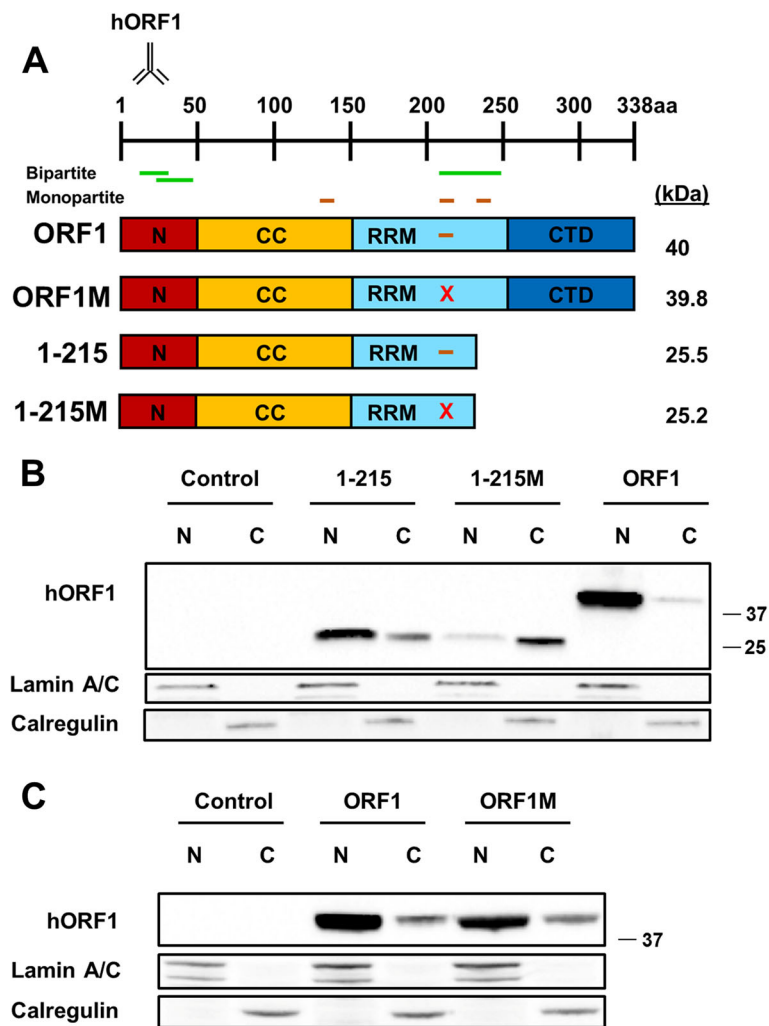 hORF1
A
1 50 100 150 200 250 300 338aa
Bipartite
Monopartite
(kDa)
ORF1 N CC RRM CTD 40
ORF1M N CC RRM X CTD 39.8
1-215 N CC RRM 25.5
1-215M N CC RRM X 25.2
B
Control 1-215 1-215M ORF1
N C N C N C N C
hORF1
37
25
Lamin A/C
Calregulin
C
Control ORF1 ORF1M
N C N C N C
hORF1
37
Lamin A/C
Calregulin